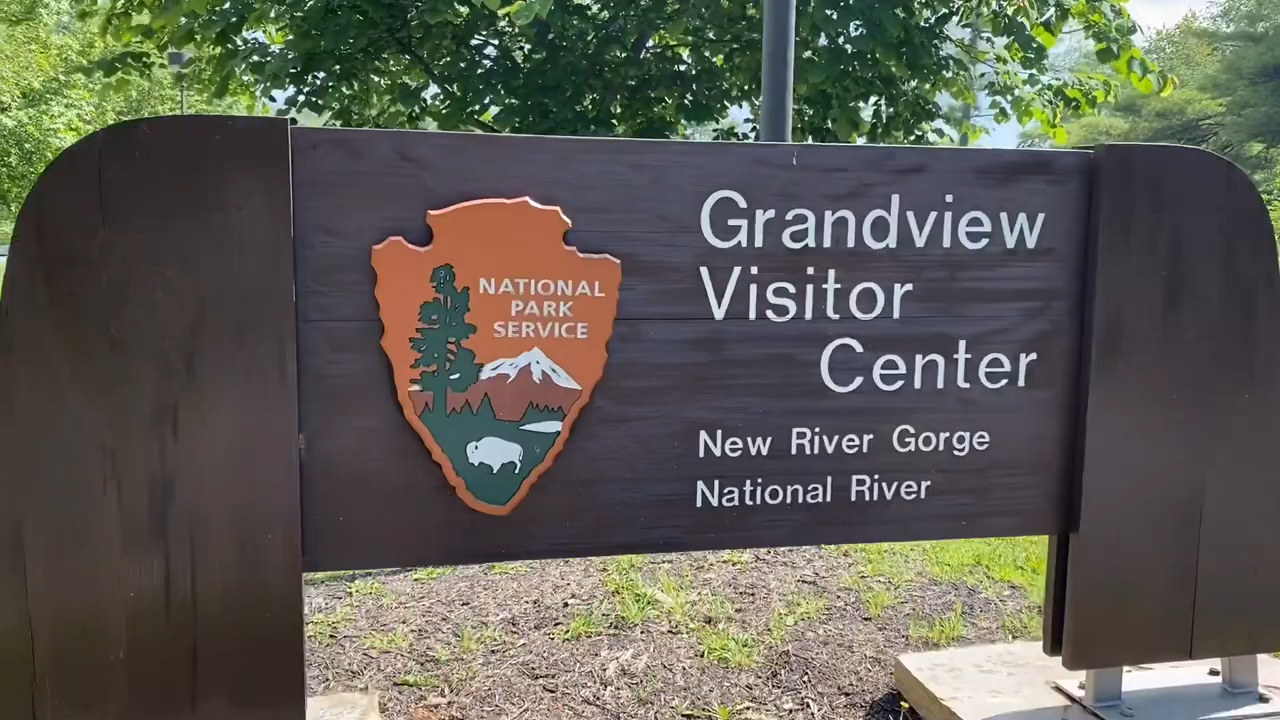 NATIONAL
PARK
SERVICE
Grandview
Visitor
Center
New River Gorge
National River